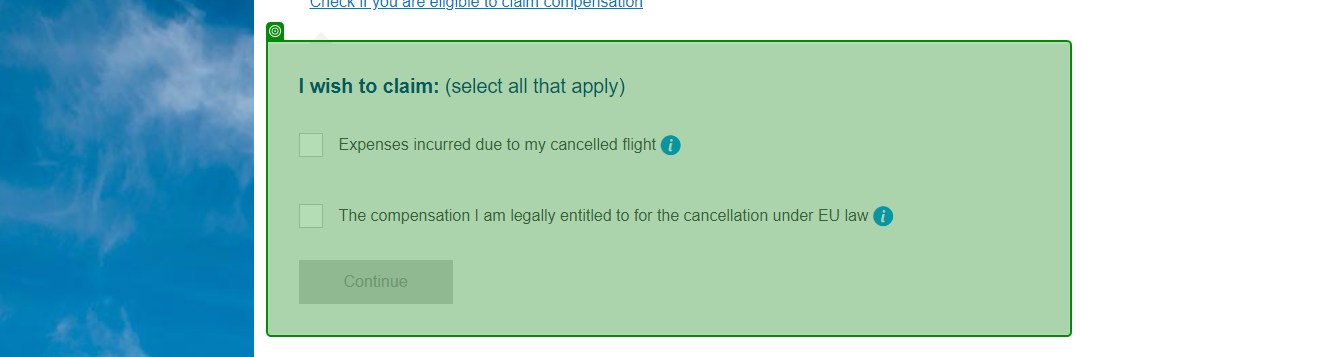 Check if you are eligible to claim compensation
I wish to claim: (select all that apply)
Expenses incurred due to my cancelled flight i
The compensation I am legally entitled to for the cancellation under EU law i
Continue